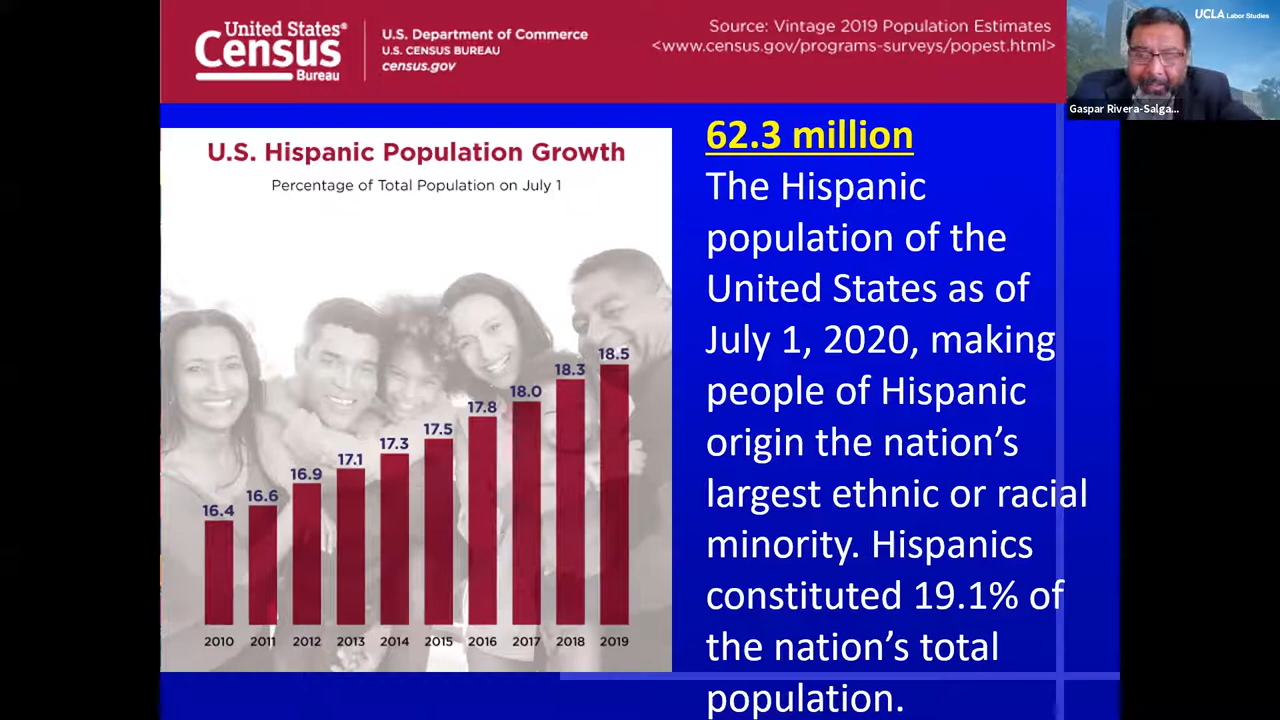 United States®
Census
Bureau
U.S. Department of Commerce
U.S. CENSUS BUREAU
census.gov
Source: Vintage 2019 Population Estimates
<www.census.gov/programs-surveys/popest.html>
UCLA Labor Studies
Gaspar Rivera-Salga...
U.S. Hispanic Population Growth
Percentage of Total Population on July 1
16.4
16.6
16.9
17.1
17.3
17.5
17.8
18.0
18.3
18.5
2010 2011 2012 2013 2014 2015 2016 2017 2018 2019
62.3 million
The Hispanic
population of the
United States as of
July 1, 2020, making
people of Hispanic
origin the nation’s
largest ethnic or racial
minority. Hispanics
constituted 19.1% of
the nation’s total
population.